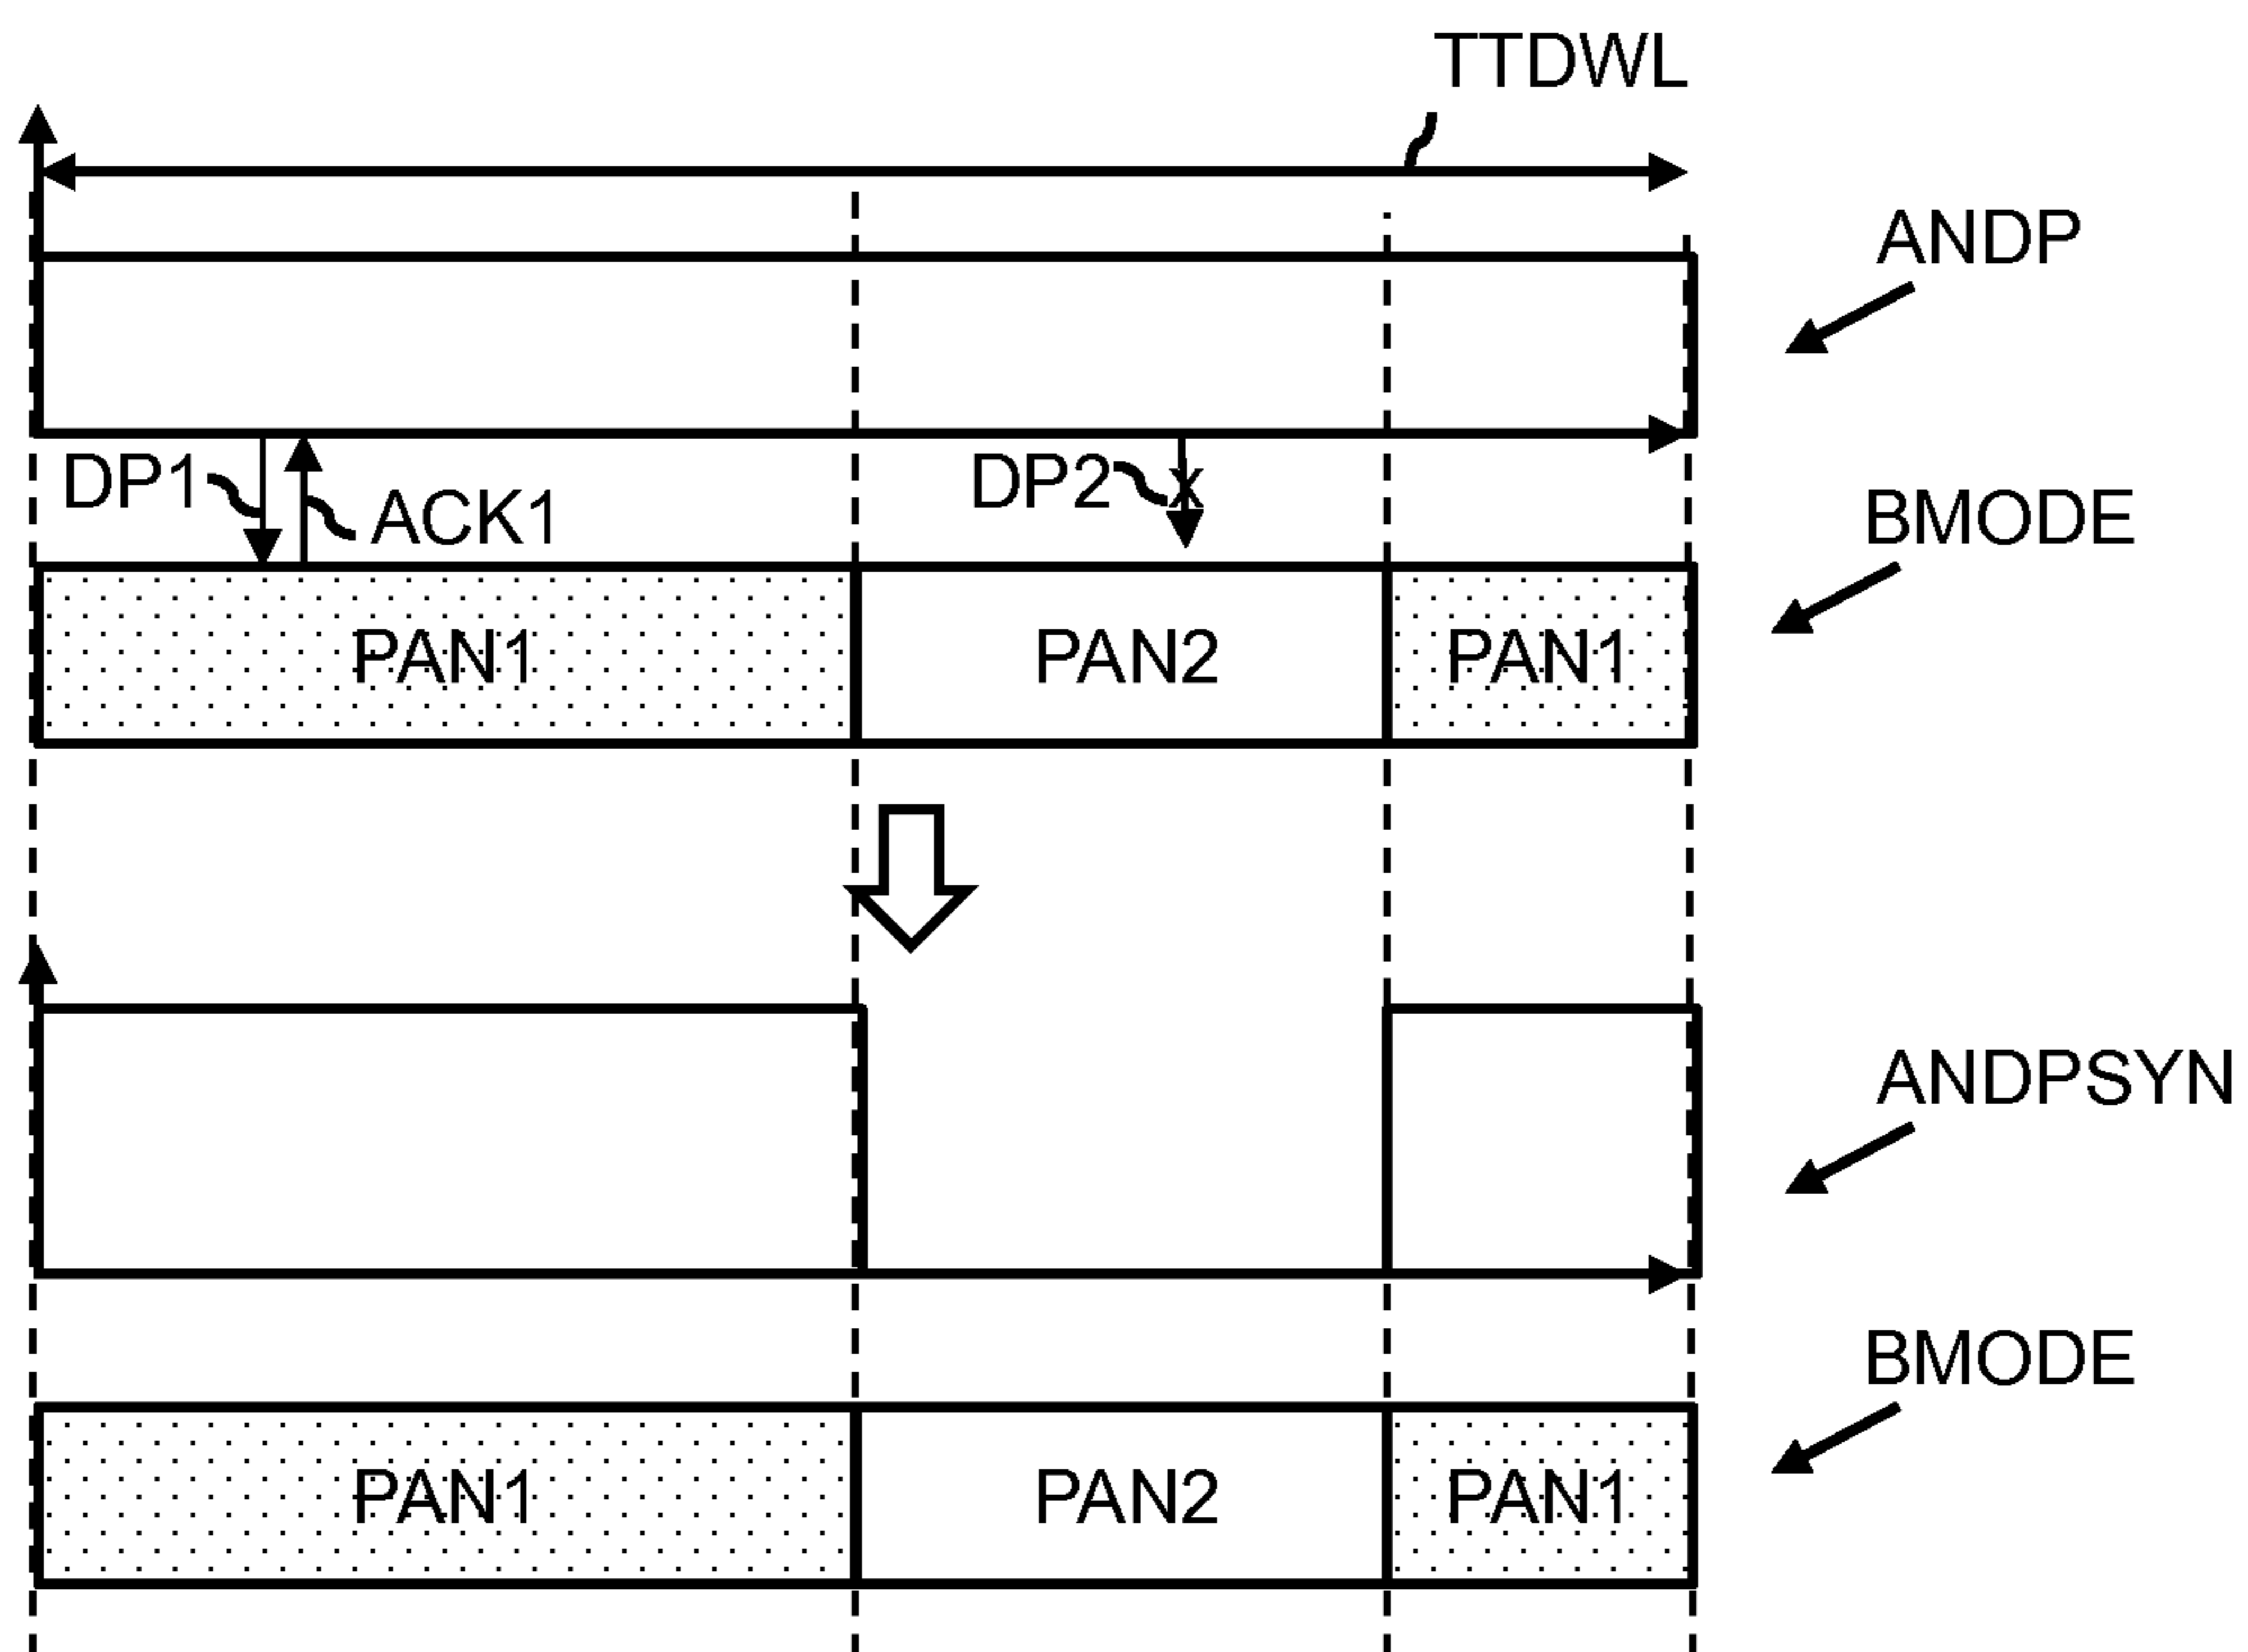 TTDWL
ANDP
DP1
ACK1
DP2
x
BMODE
PAN1
PAN2
PAN1
ANDPSYN
BMODE
PAN1
PAN2
PAN1